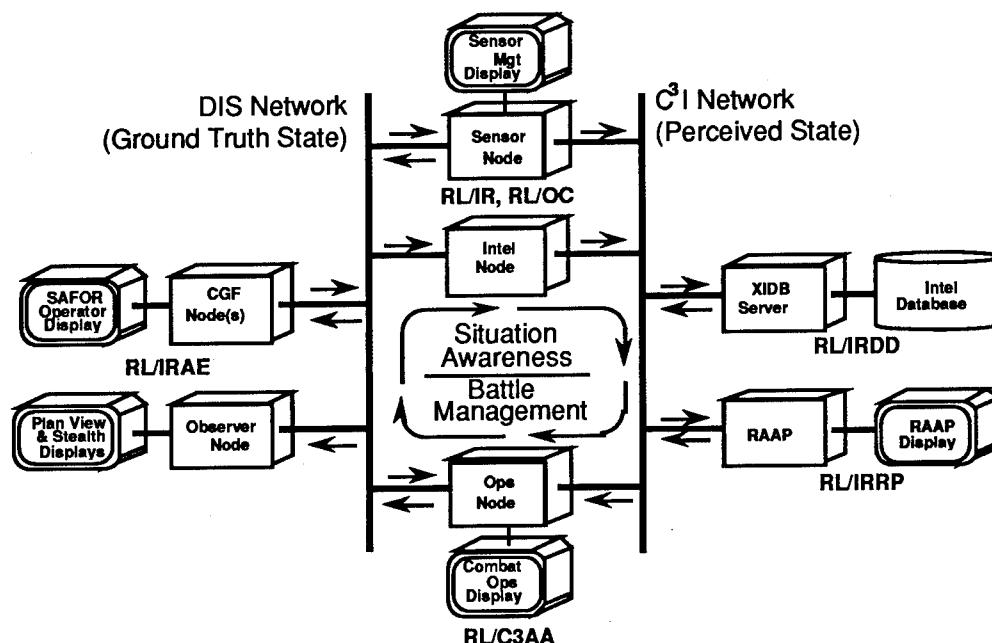 Sensor
Mgt
Display
DIS Network
(Ground Truth State)
C³I Network
(Perceived State)
Sensor
Node
RL/IR, RL/OC
Intel
Node
SAFOR
Operator
Display
CGF
Node(s)
RL/IRAE
XIDB
Server
Intel
Database
RL/IRDD
Situation
Awareness
Battle
Management
Plan View
& Stealth
Displays
Observer
Node
RAAP
RAAP
Display
RL/IRRP
Ops
Node
Combat
Ops
Display
RL/C3AA